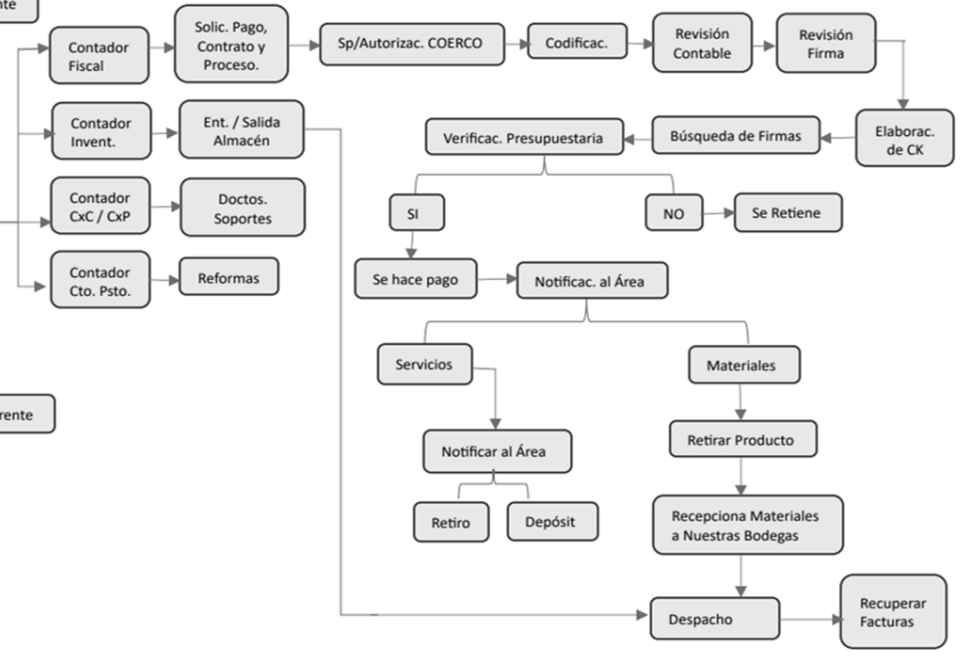 nte
Contador
Fiscal
Solic. Pago,
Contrato y
Proceso.
Sp/Autorizac. COERCO
Codificac.
Revisión
Contable
Revisión
Firma
Contador
Invent.
Ent. / Salida
Almacén
Verificac. Presupuestaria
Búsqueda de Firmas
Elaborac.
de CK
Contador
CxC / CxP
Doctos.
Soportes
SI
NO
Se Retiene
Contador
Cto. Psto.
Reformas
Se hace pago
Notificac. al Área
Servicios
Materiales
rente
Notificar al Área
Retirar Producto
Retiro
Depósit
Recepciona Materiales
a Nuestras Bodegas
Despacho
Recuperar
Facturas